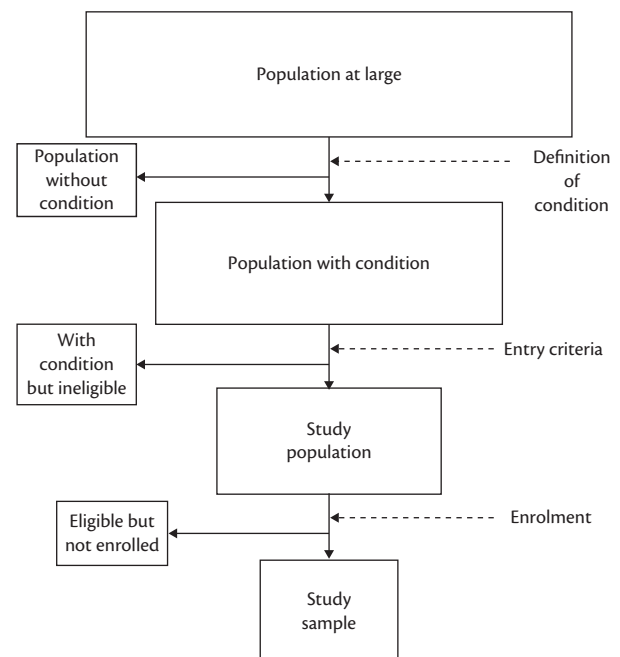 Population at large
Population
without
condition
Definition
of
condition
Population with condition
With
condition
but ineligible
Entry criteria
Study
population
Eligible but
not enrolled
Enrolment
Study
sample